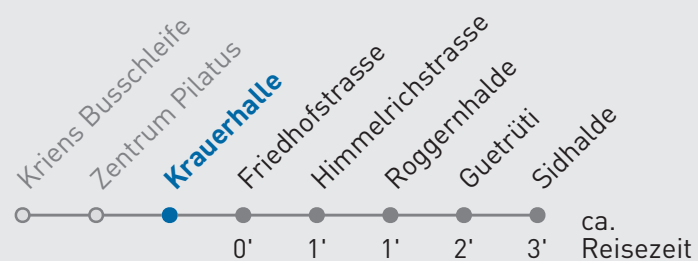 Kriens Busschleife
Zentrum Pilatus
Krauerhalle
Friedhofstrasse
Himmelrichstrasse
Roggernhalde
Guetrüti
Sidhalde
0' 1' 1' 2' 3' ca.
Reisezeit